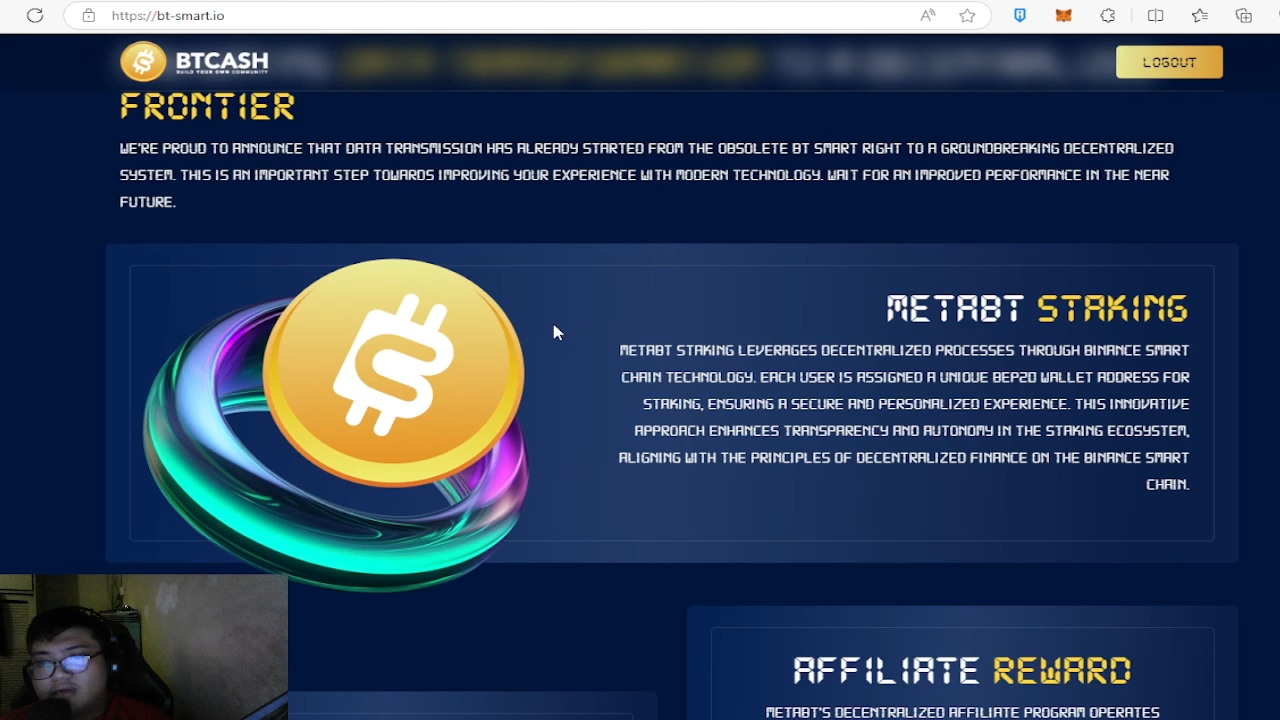 https://bt-smart.io
BTCASH
BUILD YOUR OWN COMMUNITY
LOGOUT
FRONTIER
WE'RE PROUD TO ANNOUNCE THAT DATA TRANSMISSION HAS ALREADY STARTED FROM THE OBSOLETE BT SMART RIGHT TO A GROUNDBREAKING DECENTRALIZED
SYSTEM. THIS IS AN IMPORTANT STEP TOWARDS IMPROVING YOUR EXPERIENCE WITH MODERN TECHNOLOGY. WAIT FOR AN IMPROVED PERFORMANCE IN THE NEAR
FUTURE.
METABT STAKING
METABT STAKING LEVERAGES DECENTRALIZED PROCESSES THROUGH BINANCE SMART
CHAIN TECHNOLOGY. EACH USER IS ASSIGNED A UNIQUE BEP20 WALLET ADDRESS FOR
STAKING, ENSURING A SECURE AND PERSONALIZED EXPERIENCE. THIS INNOVATIVE
APPROACH ENHANCES TRANSPARENCY AND AUTONOMY IN THE STAKING ECOSYSTEM,
ALIGNING WITH THE PRINCIPLES OF DECENTRALIZED FINANCE ON THE BINANCE SMART
CHAIN.
AFFILIATE REWARD
METABT'S DECENTRALIZED AFFILIATE PROGRAM OPERATES